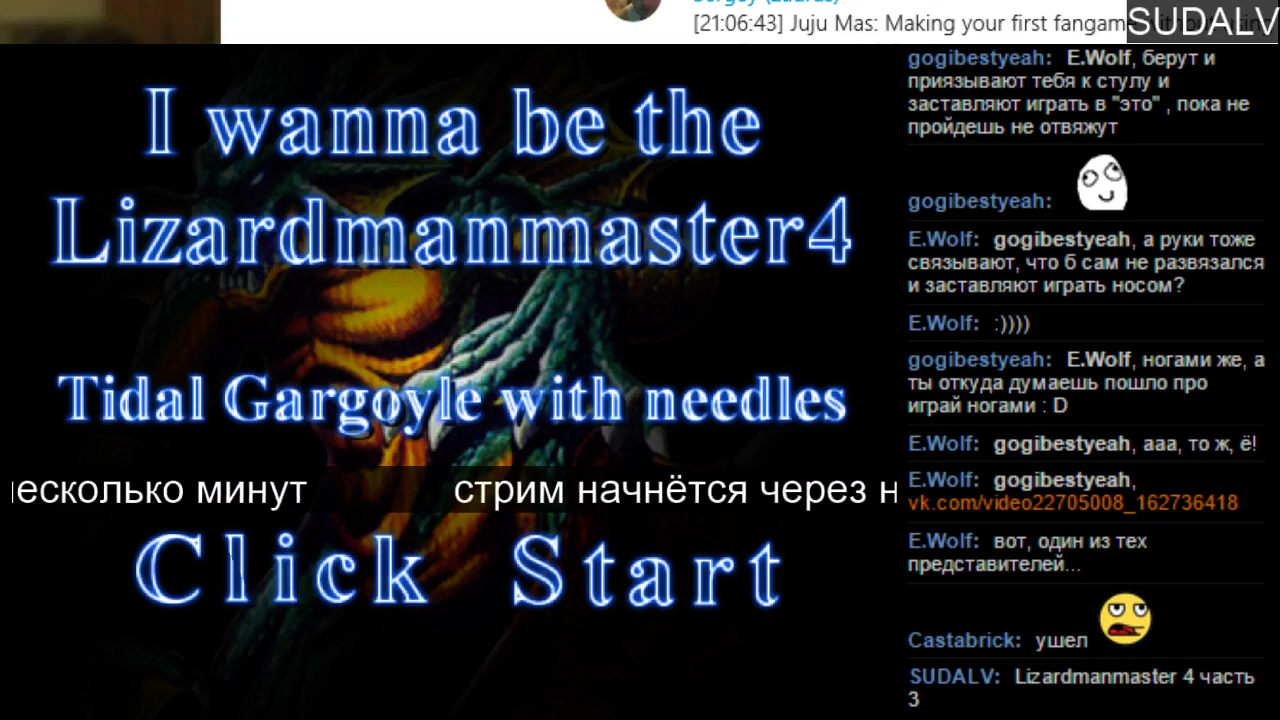 [21:06:43] Juju Mas: Making your first fangame
SUDALV
I wanna be the
Lizardmanmaster4
Tidal Gargoyle with needles
есколько минут стрим начнётся через н
Click Start
gogibestyeah: E.Wolf, берут и
приязывают тебя к стулу и
заставляют играть в "это" , пока не
пройдешь не отвяжут
gogibestyeah:
E.Wolf: gogibestyeah, а руки тоже
связывают, что б сам не развязался
и заставляют играть носом?
E.Wolf: :))))
gogibestyeah: E.Wolf, ногами же, а
ты откуда думаешь пошло про
играй ногами : D
E.Wolf: gogibestyeah, ааа, то ж, ё!
E.Wolf: gogibestyeah,
vk.com/video22705008_162736418
E.Wolf: вот, один из тех
представителей...
Castabrick: ушел
SUDALV: Lizardmanmaster 4 часть
3